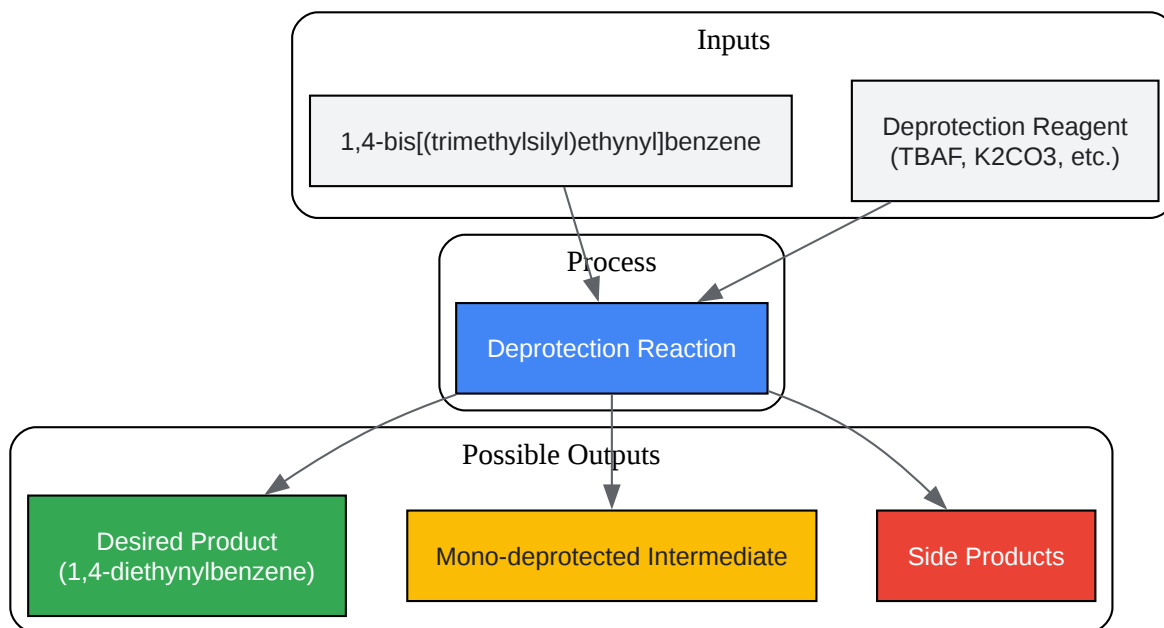 Inputs
1,4-bis[(trimethylsilyl)ethynyl]benzene
Deprotection Reagent
(TBAF, K2CO3, etc.)
Process
Deprotection Reaction
Possible Outputs
Desired Product
(1,4-diethynylbenzene)
Mono-deprotected Intermediate
Side Products